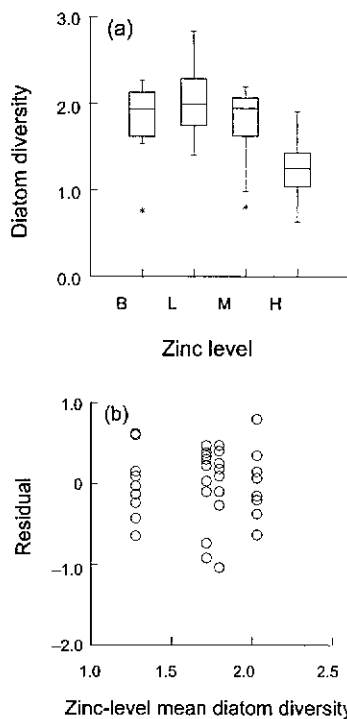 (a)
3.0
2.0
1.0
0.0
Diatom diversity
*
*
B L M H
Zinc level
(b)
1.0
0
–1.0
–2.0
Residual
1.0 1.5 2.0 2.5
Zinc-level mean diatom diversity